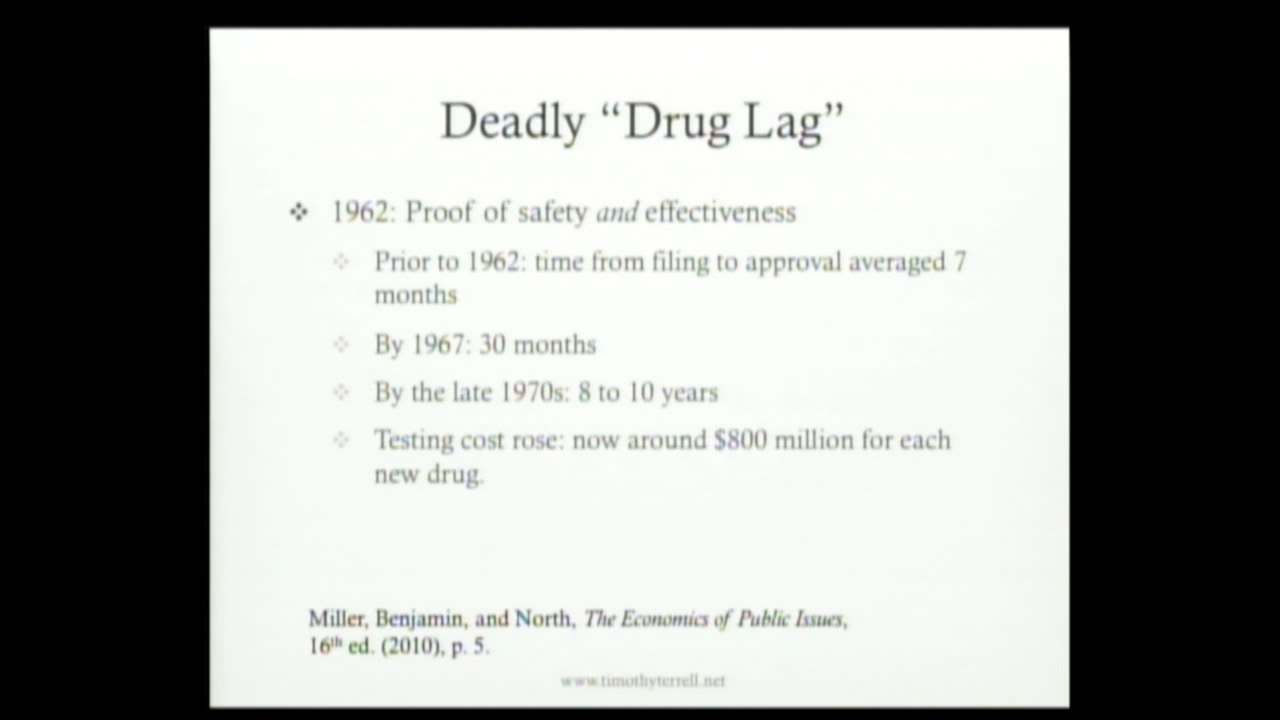 Deadly “Drug Lag”
1962: Proof of safety and effectiveness
Prior to 1962: time from filing to approval averaged 7
months
By 1967: 30 months
By the late 1970s: 8 to 10 years
Testing cost rose: now around $800 million for each
new drug.
Miller, Benjamin, and North, The Economics of Public Issues,
16th ed. (2010), p. 5.
www.timothyterrell.net